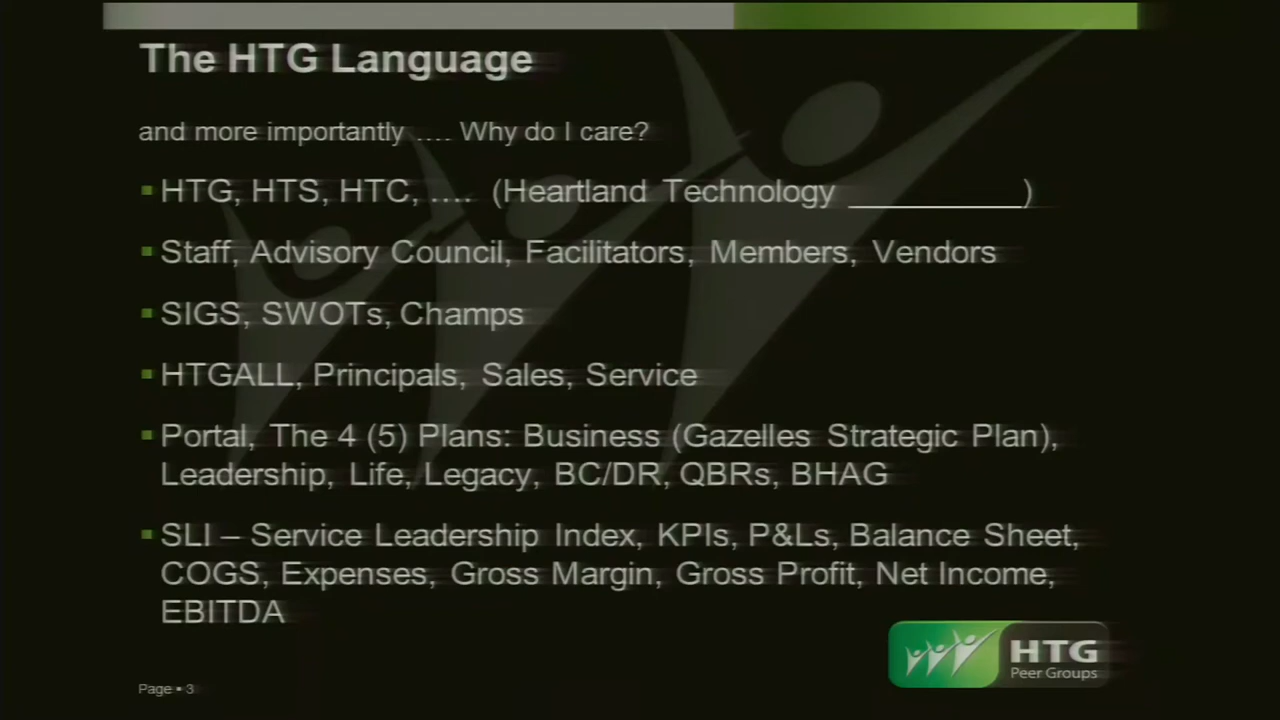 The HTG Language
and more importantly .... Why do I care?
▪ HTG, HTS, HTC, .... (Heartland Technology __________)
▪ Staff, Advisory Council, Facilitators, Members, Vendors
▪ SIGS, SWOTs, Champs
▪ HTGALL, Principals, Sales, Service
▪ Portal, The 4 (5) Plans: Business (Gazelles Strategic Plan),
Leadership, Life, Legacy, BC/DR, QBRs, BHAG
▪ SLI – Service Leadership Index, KPIs, P&Ls, Balance Sheet,
COGS, Expenses, Gross Margin, Gross Profit, Net Income,
EBITDA
HTG
Peer Groups
Page ▪ 3